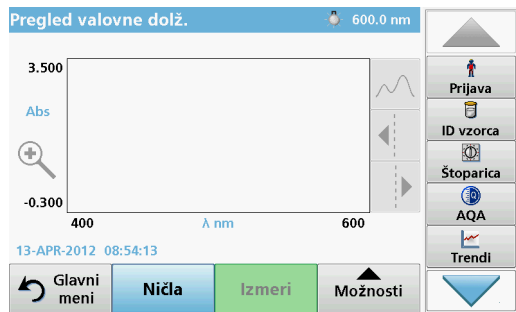 Pregled valovne dolž.
600.0 nm
3.500
Abs
-0.300
400
λ nm
600
13-APR-2012 08:54:13
Glavni
meni
Ničla
Izmeri
Možnosti
Prijava
ID vzorca
Štoparica
AQA
Trendi